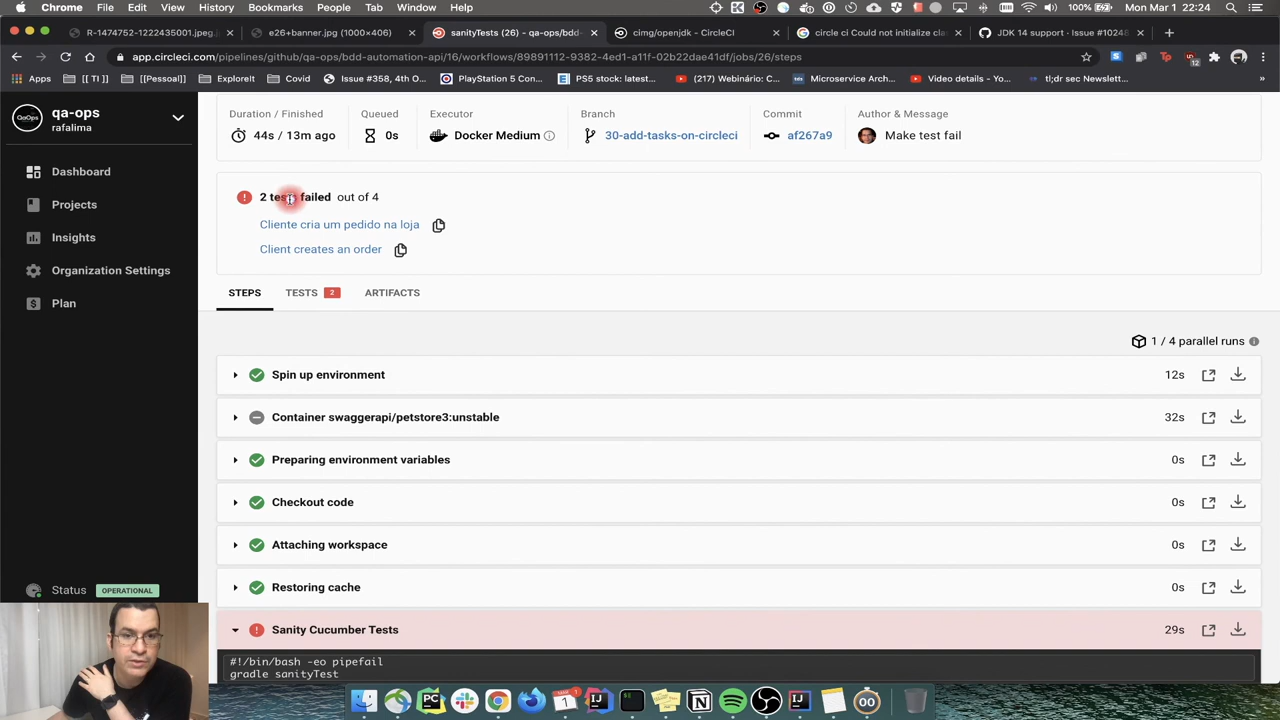 Chrome File Edit View History Bookmarks People Tab Window Help 100% Mon Mar 1 22:24
R-1474752-1222435001.jpeg. e26+banner.jpg (1000×406) sanityTests (26) - qa-ops/bdd- cimg/openjdk - CircleCI circle ci Could not initialize cla JDK 14 support · Issue #10248
app.circleci.com/pipelines/github/qa-ops/bdd-automation-api/16/workflows/89891112-9382-4ed1-a11f-02b22de41d2f/jobs/26/steps
Apps [ TI ] [Pessoal] ExploreIt Covid Issue #358, 4th O... PlayStation 5 Con... PS5 stock: latest... (217) Webinário: C... Microservice Arch... Video details - Yo... tl;dr sec Newslett...
QaOps
qa-ops
rafalima
Dashboard
Projects
Insights
Organization Settings
Plan
Status OPERATIONAL
Duration / Finished Queued Executor Branch Commit Author & Message
44s / 13m ago 0s Docker Medium 30-add-tasks-on-circleci af267a9 Make test fail
2 tests failed out of 4
Cliente cria um pedido na loja
Client creates an order
STEPS TESTS 2 ARTIFACTS
1 / 4 parallel runs
Spin up environment 12s
Container swaggerapi/petstore3:unstable 32s
Preparing environment variables 0s
Checkout code 0s
Attaching workspace 0s
Restoring cache 0s
Sanity Cucumber Tests 29s
#!/bin/bash -eo pipefail
gradle sanityTest